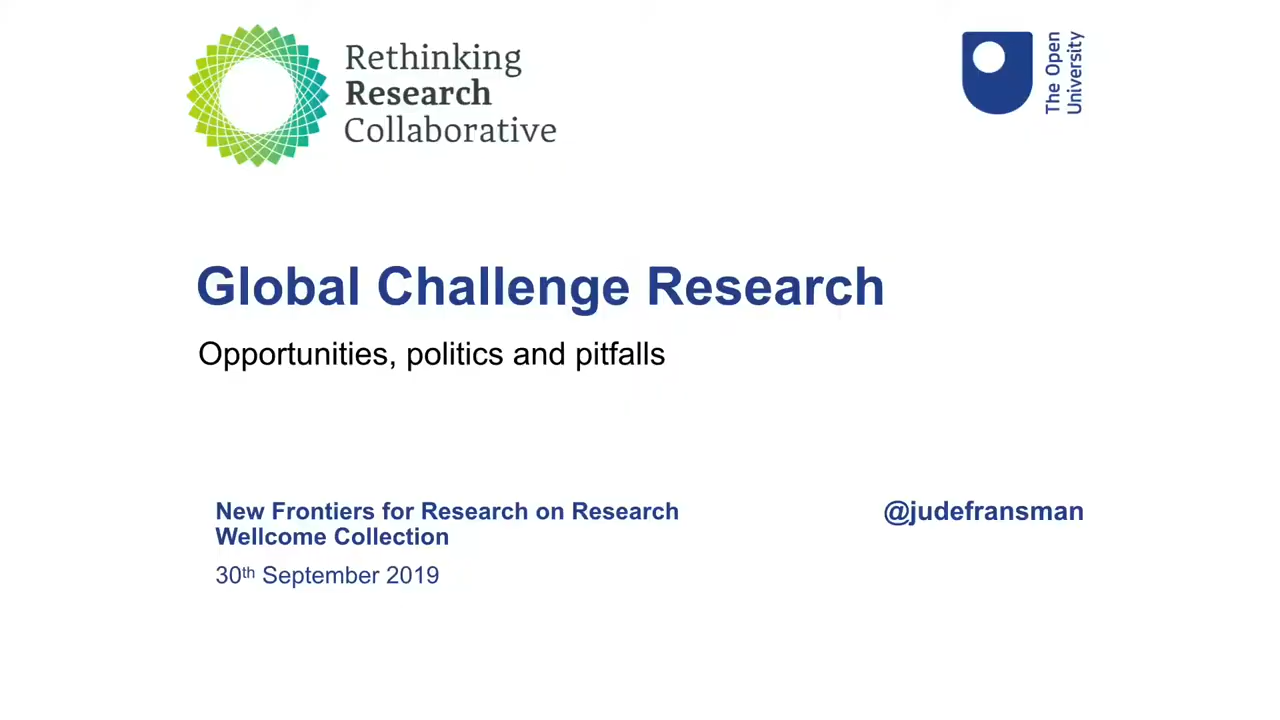 Rethinking
Research
Collaborative
The Open
University
Global Challenge Research
Opportunities, politics and pitfalls
New Frontiers for Research on Research
Wellcome Collection
@judefransman
30th September 2019